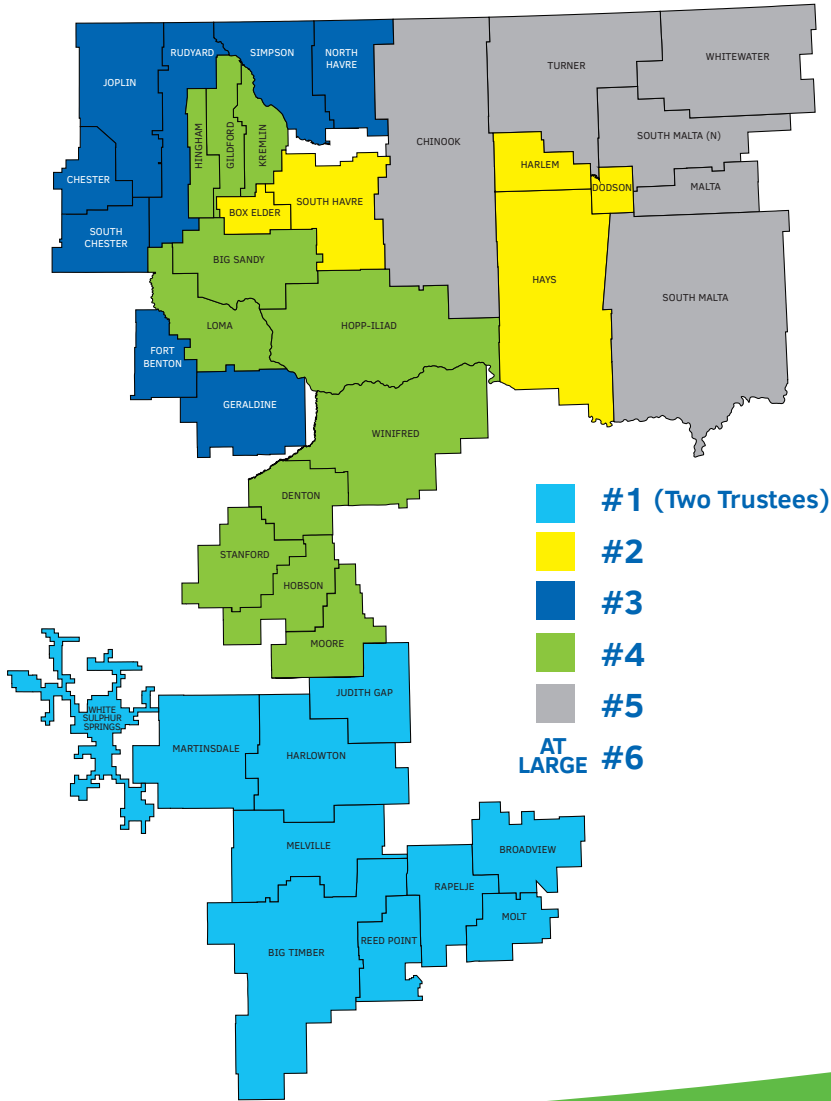 JOPLIN
RUDYARD
SIMPSON
NORTH
HAVRE
TURNER
WHITEWATER
CHINOOK
HINGHAM
GILDFORD
KREMLIN
SOUTH MALTA (N)
HARLEM
CHESTER
DODSON
MALTA
SOUTH HAVRE
BOX ELDER
SOUTH
CHESTER
BIG SANDY
HAYS
SOUTH MALTA
LOMA
HOPP-ILIAD
FORT
BENTON
GERALDINE
WINIFRED
DENTON
STANFORD
HOBSON
MOORE
JUDITH GAP
WHITE
SULPHUR
SPRINGS
MARTINSDALE
HARLOWTON
MELVILLE
BROADVIEW
RAPELJE
MOLT
REED POINT
BIG TIMBER
#1 (Two Trustees)
#2
#3
#4
#5
AT
LARGE #6